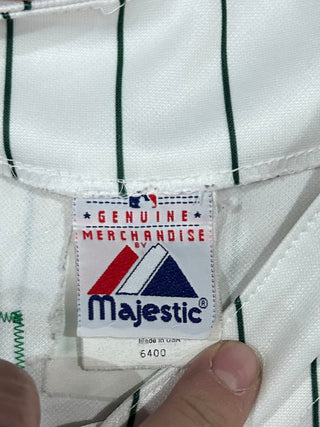 ★ GENUINE ★
MERCHANDISE
BY
Majestic®
Made in USA
6400